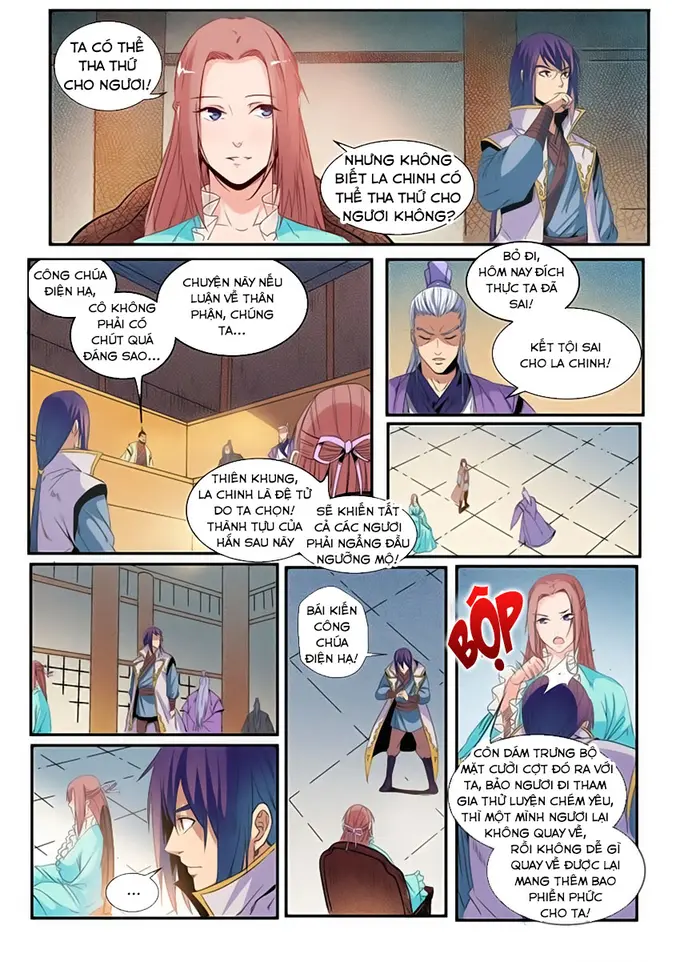 TA CÓ THỂ
THA THỨ
CHO NGƯƠI!
NHƯNG KHÔNG
BIẾT LA CHINH CÓ
THỂ THA THỨ CHO
NGƯƠI KHÔNG?
CÔNG CHÚA
ĐIỆN HẠ,
CÔ KHÔNG
PHẢI CÓ
CHÚT QUÁ
ĐÁNG SAO...
CHUYỆN NÀY NẾU
LUẬN VỀ THÂN
PHẬN, CHÚNG
TA...
BỎ ĐI,
HÔM NAY ĐÍCH
THỰC TA ĐÃ
SAI!
KẾT TỘI SAI
CHO LA CHINH!
THIÊN KHUNG,
LA CHINH LÀ ĐỆ TỬ
DO TA CHỌN!
THÀNH TỰU CỦA
HẮN SAU NÀY
SẼ KHIẾN TẤT
CẢ CÁC NGƯƠI
PHẢI NGẨNG ĐẦU
NGƯỠNG MỘ!
BÁI KIẾN
CÔNG
CHÚA
ĐIỆN HẠ!
BỘP
CÒN DÁM TRƯNG BỘ
MẶT CƯỜI CỢT ĐÓ RA VỚI
TA, BẢO NGƯƠI ĐI THAM
GIA THỬ LUYỆN CHÉM YÊU,
THÌ MỘT MÌNH NGƯƠI LẠI
KHÔNG QUAY VỀ,
RỒI KHÔNG DỄ GÌ
QUAY VỀ ĐƯỢC LẠI
MANG THÊM BAO
PHIỀN PHỨC
CHO TA!
...